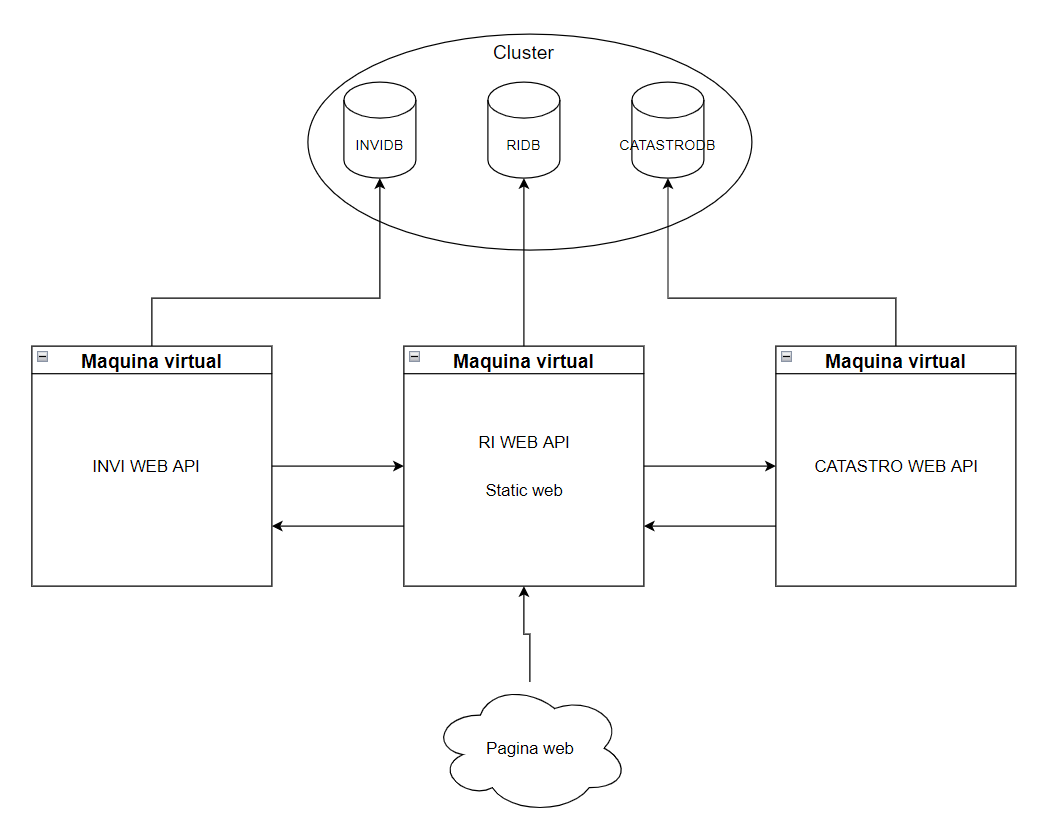 Cluster
INVIDB
RIDB
CATASTRODB
Maquina virtual
Maquina virtual
Maquina virtual
INVI WEB API
RI WEB API
Static web
CATASTRO WEB API
Pagina web